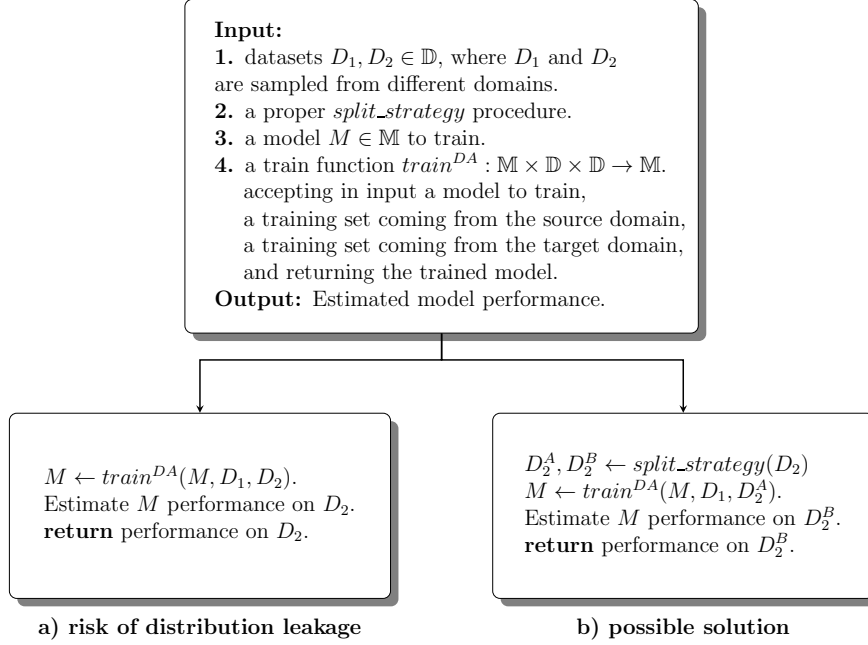 Input:
1. datasets D₁, D₂ ∈ 𝔻, where D₁ and D₂
are sampled from different domains.
2. a proper split_strategy procedure.
3. a model M ∈ 𝕄 to train.
4. a train function train^{DA} : 𝕄 × 𝔻 × 𝔻 → 𝕄.
accepting in input a model to train,
a training set coming from the source domain,
a training set coming from the target domain,
and returning the trained model.
Output: Estimated model performance.
M ← train^{DA}(M, D₁, D₂).
Estimate M performance on D₂.
return performance on D₂.
a) risk of distribution leakage
D₂^A, D₂^B ← split_strategy(D₂)
M ← train^{DA}(M, D₁, D₂^A).
Estimate M performance on D₂^B.
return performance on D₂^B.
b) possible solution